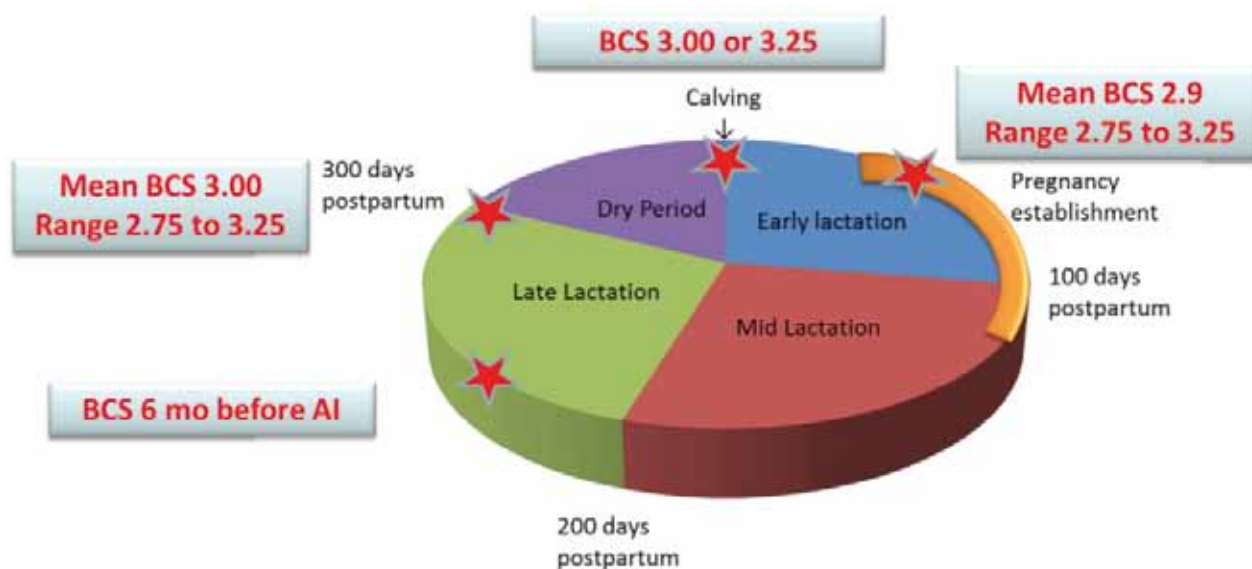 BCS 3.00 or 3.25
Calving
Mean BCS 2.9
Range 2.75 to 3.25
Pregnancy
establishment
300 days
postpartum
Mean BCS 3.00
Range 2.75 to 3.25
Dry Period
Early lactation
100 days
postpartum
Late Lactation
Mid Lactation
BCS 6 mo before AI
200 days
postpartum